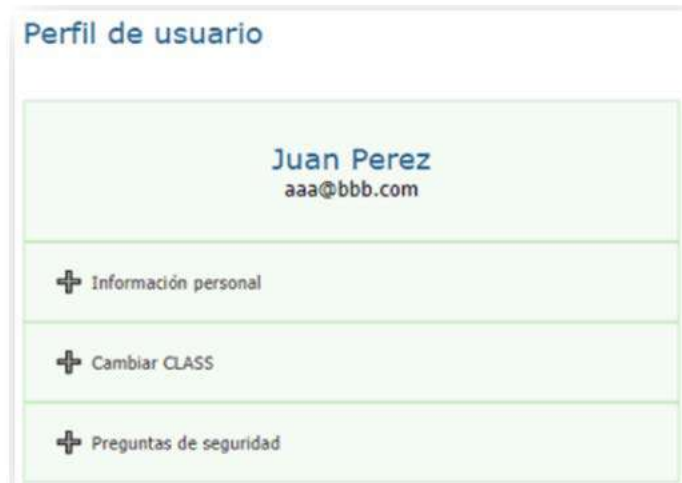 Perfil de usuario
Juan Perez
aaa@bbb.com
Información personal
Cambiar CLASS
Preguntas de seguridad